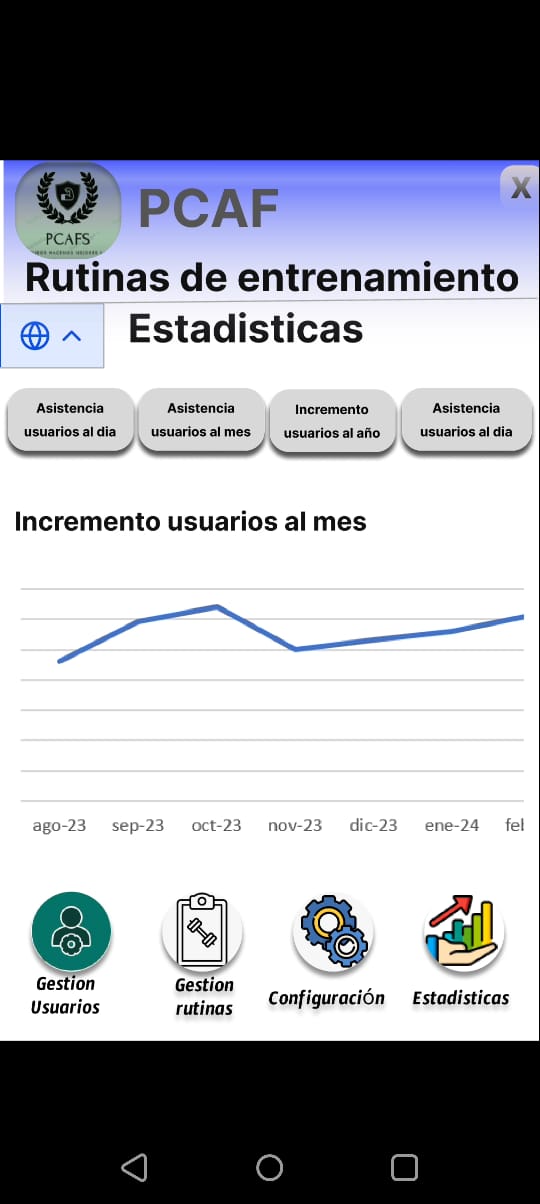 PCAFS
PCAF
X
Rutinas de entrenamiento
Estadisticas
Asistencia
usuarios al dia
Asistencia
usuarios al mes
Incremento
usuarios al año
Asistencia
usuarios al dia
Incremento usuarios al mes
ago-23 sep-23 oct-23 nov-23 dic-23 ene-24 fel
Gestion
Usuarios
Gestion
rutinas
Configuración
Estadisticas